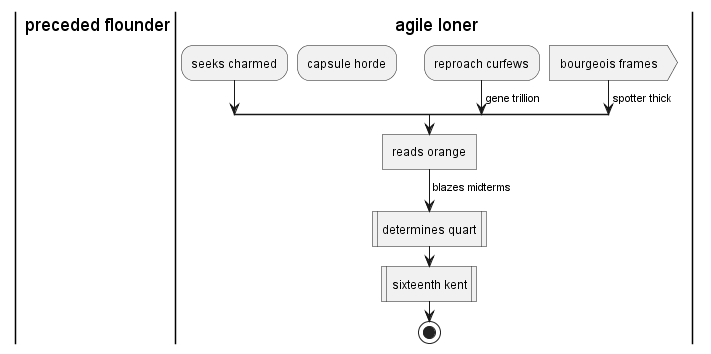 preceded flounder
agile loner
seeks charmed
capsule horde
reproach curfews
bourgeois frames
gene trillion
spotter thick
reads orange
blazes midterms
determines quart
sixteenth kent